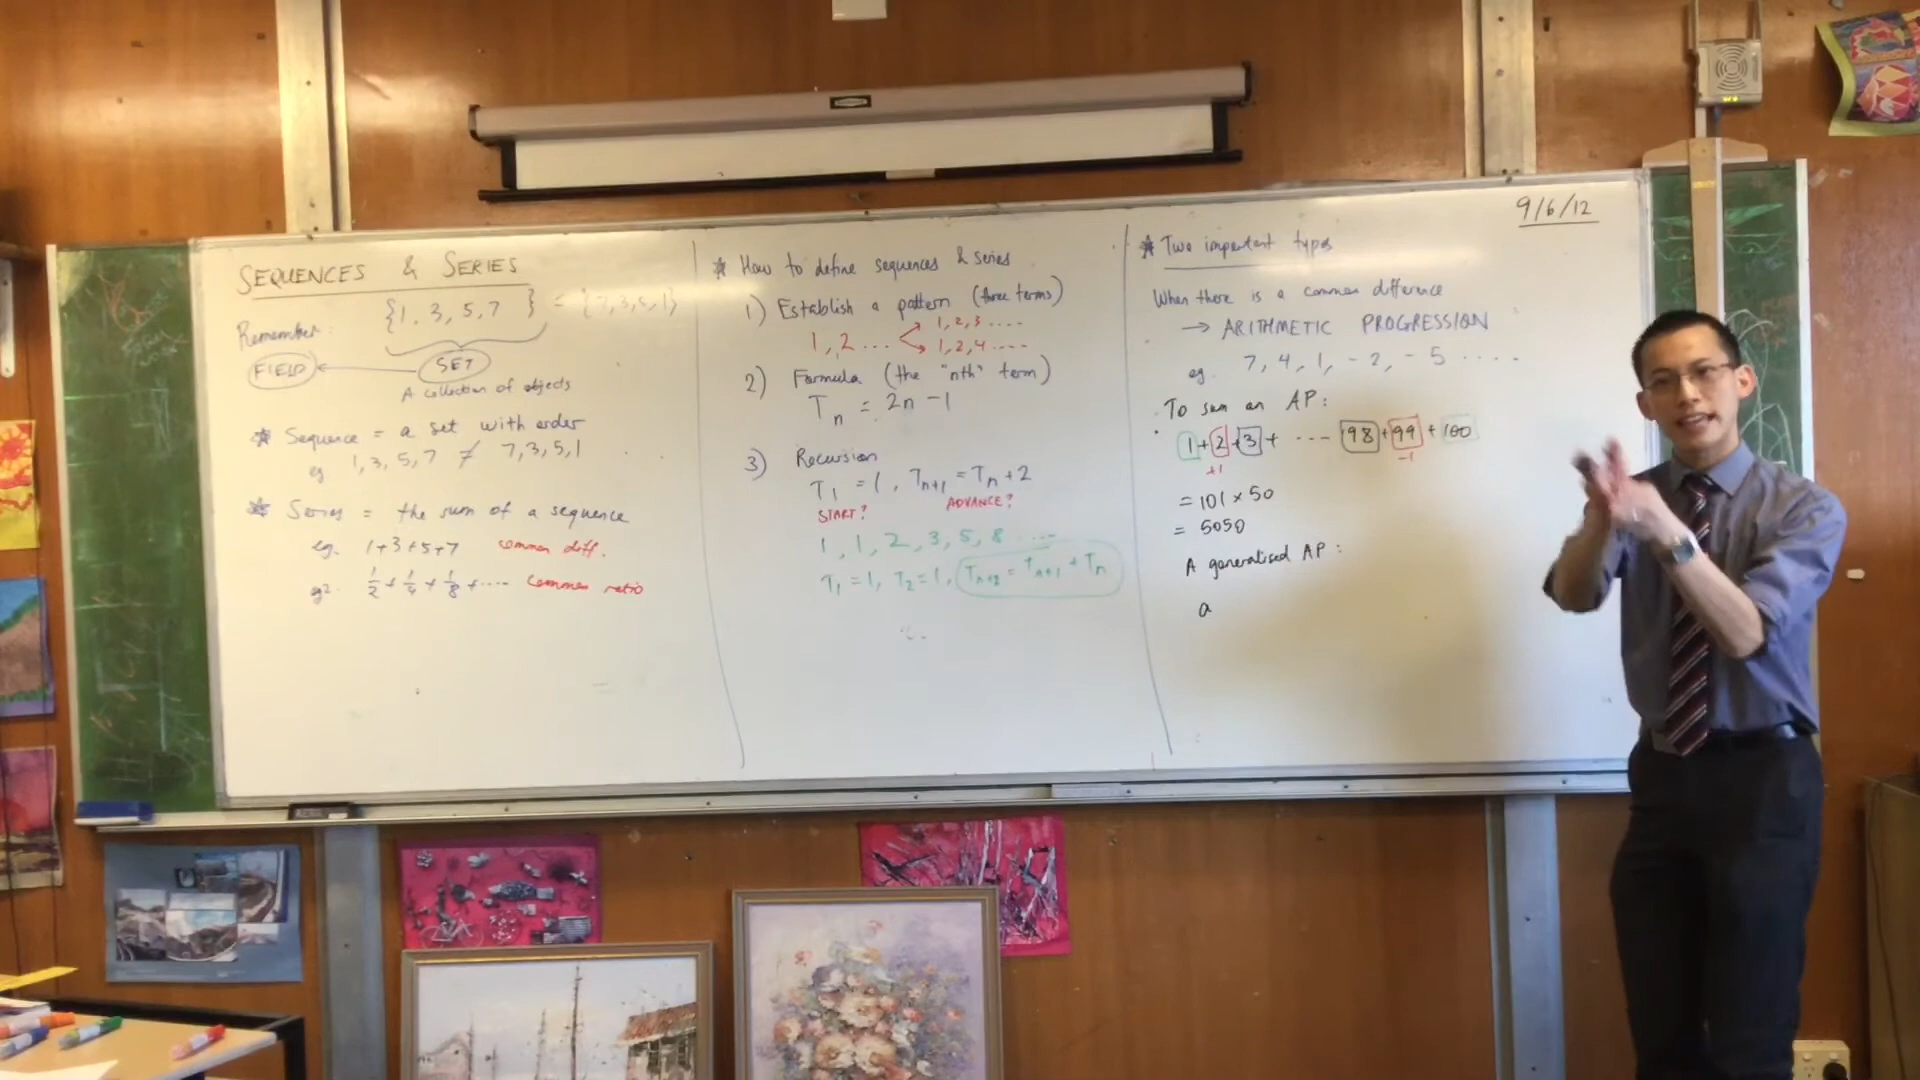 SEQUENCES & SERIES
Remember: {1, 3, 5, 7 } = {7,3,5,1}
FIELD ← SET
A collection of objects
* Sequence = a set with order
eg 1,3,5,7 ≠ 7,3,5,1
* Series = the sum of a sequence
eg. 1+3+5+7 common diff.
eg2. 1/2 + 1/4 + 1/8 + .... common ratio
* How to define sequences & series
1) Establish a pattern (three terms)
1, 2 ... 1, 2, 3 ....
1, 2, 4 ....
2) Formula (the "nth" term)
Tn = 2n -1
3) Recursion
T1 = 1, Tn+1 = Tn + 2
START? ADVANCE?
1, 1, 2, 3, 5, 8 ....
T1 = 1, T2 = 1, Tn+2 = Tn+1 + Tn
9/6/12
* Two important types
When there is a common difference
→ ARITHMETIC PROGRESSION
eg. 7, 4, 1, -2, -5 ....
To sum an AP:
1+2+3+ .... 98+99+100
+1 -1
= 101 × 50
= 5050
A generalised AP:
a